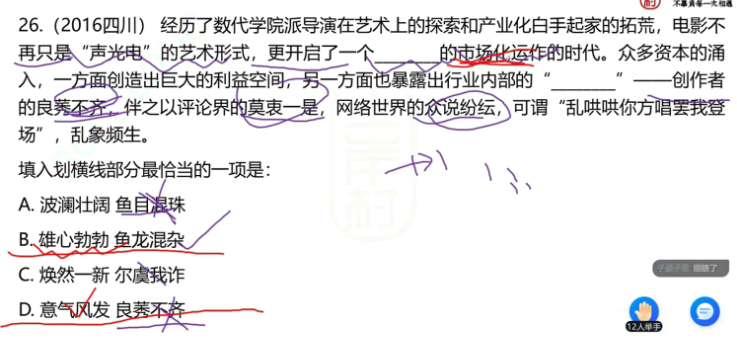 不负身每一天相遇
26.（2016四川） 经历了数代学院派导演在艺术上的探索和产业化白手起家的拓荒，电影不
再只是“声光电”的艺术形式，更开启了一个________的市场化运作的时代。众多资本的涌
入，一方面创造出巨大的利益空间，另一方面也暴露出行业内部的“________”——创作者
的良莠不齐，伴之以评论界的莫衷一是，网络世界的众说纷纭，可谓“乱哄哄你方唱罢我登
场”，乱象频生。
岸村
填入划横线部分最恰当的一项是：
A. 波澜壮阔 鱼目混珠
B. 雄心勃勃 鱼龙混杂
C. 焕然一新 尔虞我诈
D. 意气风发 良莠不齐
12人举手